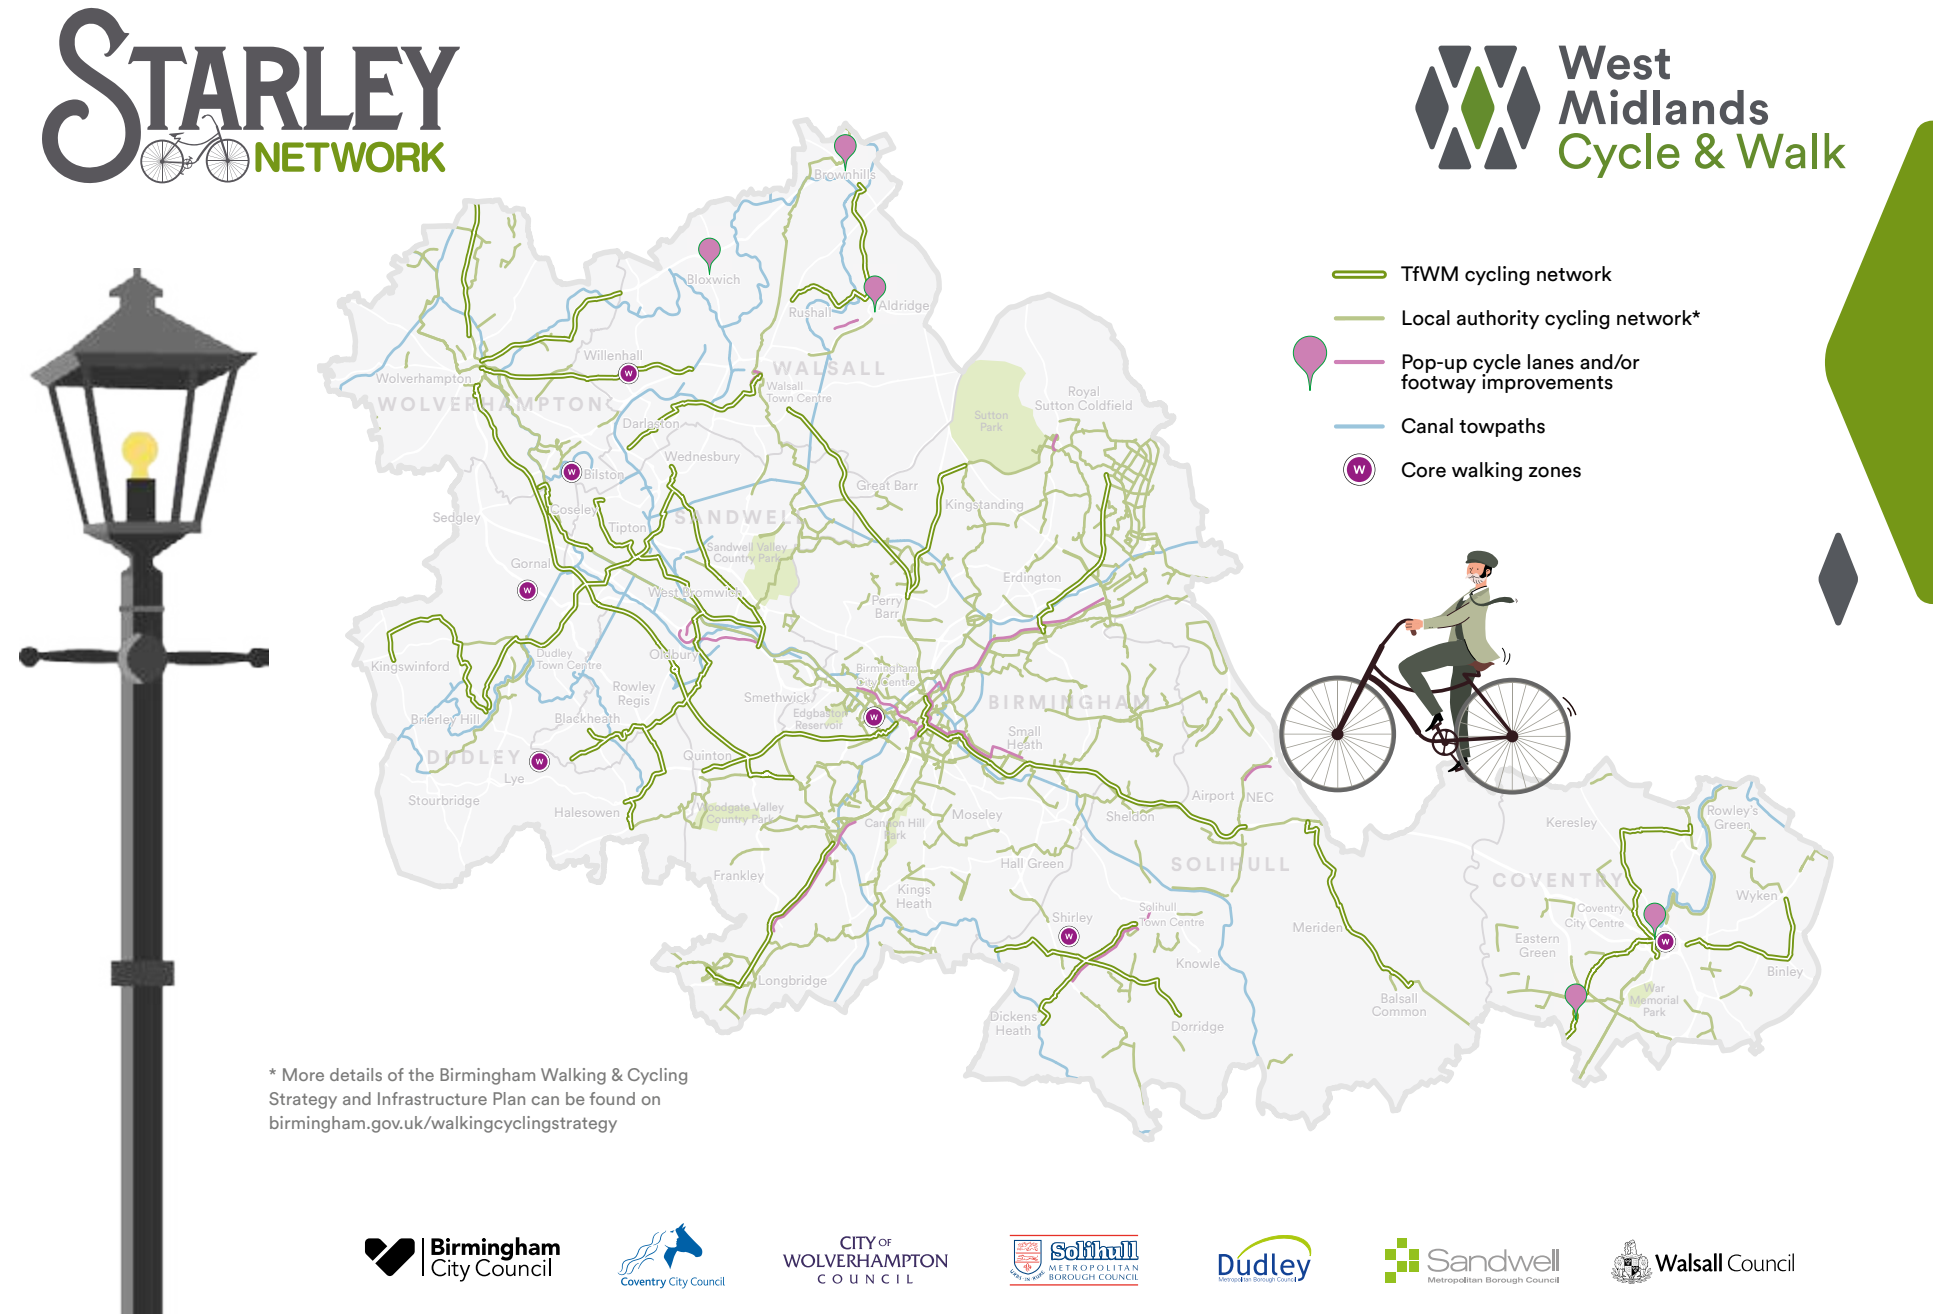 STARLEY
NETWORK
West
Midlands
Cycle & Walk
TfWM cycling network
Local authority cycling network*
Pop-up cycle lanes and/or
footway improvements
Canal towpaths
W
Core walking zones
Brownhills
Bloxwich
Aldridge
Rushall
Willenhall
W
WALSALL
Walsall
Town Centre
Wolverhampton
WOLVERHAMPTON
Darlaston
Royal
Sutton Coldfield
Sutton
Park
Wednesbury
W
Bilston
Great Barr
Kingstanding
Coseley
Sedgley
Tipton
SANDWELL
Sandwell Valley
Country Park
Gornal
W
West Bromwich
Erdington
Perry
Barr
Kingswinford
Dudley
Town Centre
Oldbury
Birmingham
City Centre
Rowley
Regis
Smethwick
BIRMINGHAM
Edgbaston
Reservoir
W
Brierley Hill
Blackheath
Small
Heath
DUDLEY
W
Lye
Quinton
Stourbridge
Halesowen
Woodgate Valley
Country Park
Cannon Hill
Park
Moseley
Sheldon
Airport
NEC
Hall Green
SOLIHULL
Frankley
Kings
Heath
Shirley
W
Solihull
Town Centre
Meriden
Knowle
Longbridge
Dickens
Heath
Dorridge
Balsall
Common
Keresley
Rowley's
Green
COVENTRY
Wyken
Coventry
City Centre
W
Eastern
Green
Binley
War
Memorial
Park
* More details of the Birmingham Walking & Cycling
Strategy and Infrastructure Plan can be found on
birmingham.gov.uk/walkingcyclingstrategy
Birmingham
City Council
Coventry City Council
CITY OF
WOLVERHAMPTON
COUNCIL
Solihull
METROPOLITAN
BOROUGH COUNCIL
URBS IN RURE
Dudley
Metropolitan Borough Council
Sandwell
Metropolitan Borough Council
Walsall Council